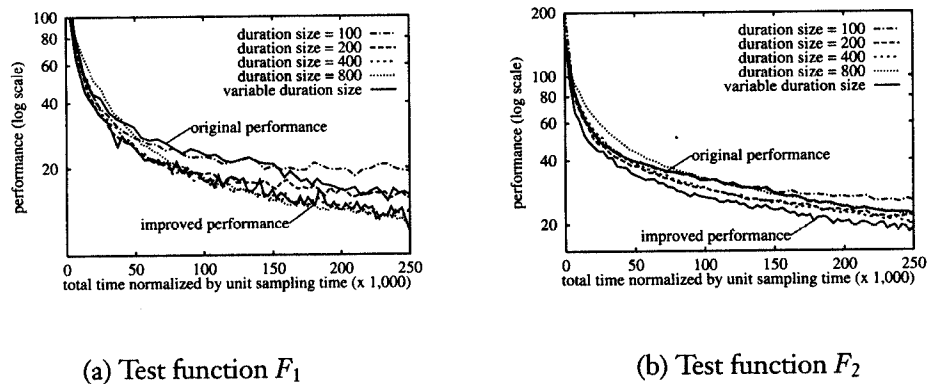 100
80
60
40
20
performance (log scale)
duration size = 100
duration size = 200
duration size = 400
duration size = 800
variable duration size
original performance
improved performance
0 50 100 150 200 250
total time normalized by unit sampling time (x 1,000)
(a) Test function F1
200
100
80
60
40
20
performance (log scale)
duration size = 100
duration size = 200
duration size = 400
duration size = 800
variable duration size
original performance
improved performance
0 50 100 150 200 250
total time normalized by unit sampling time (x 1,000)
(b) Test function F2